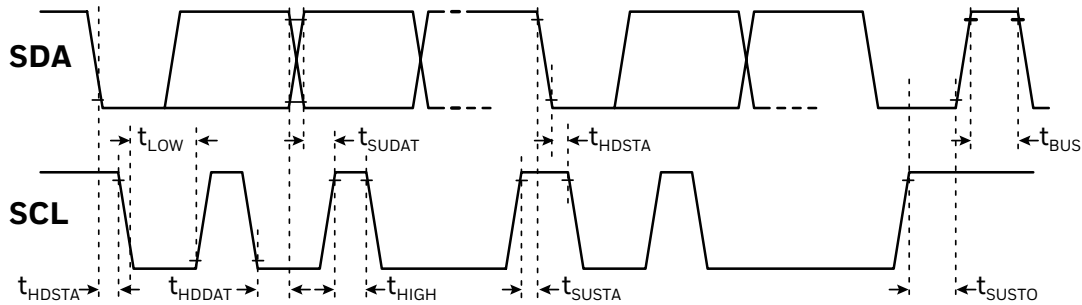 SDA
t_LOW
t_SUDAT
t_HDSTA
t_BUS
SCL
t_HDSTA
t_HDDAT
t_HIGH
t_SUSTA
t_SUSTO